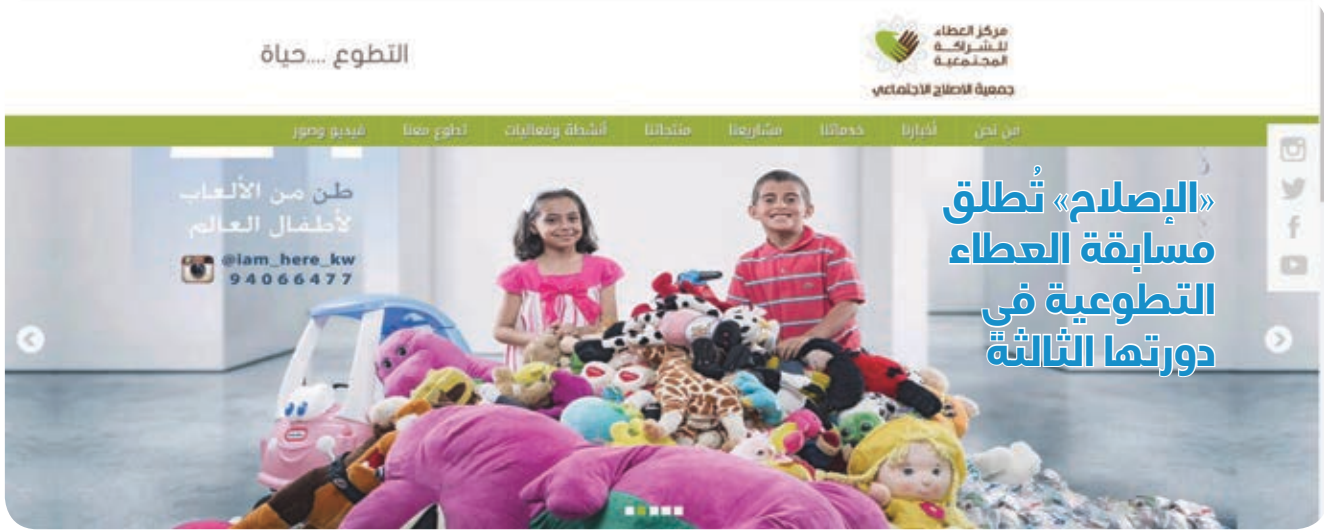 مركز العطاء
للشراكة
المجتمعية
جمعية الاصلاح الاجتماعي
التطوع ....حياة
من نحن
أخبارنا
خدماتنا
مشاريعنا
منتجاتنا
أنشطة وفعاليات
تطوع معنا
فيديو وصور
«الإصلاح» تُطلق
مسابقة العطاء
التطوعية في
دورتها الثالثة
طن من الألعاب
لأطفال العالم
@iam_here_kw
94066477